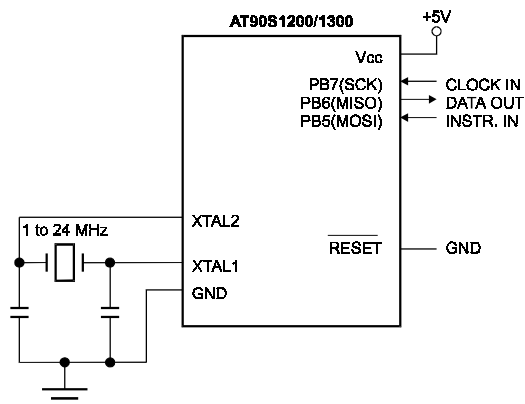 AT90S1200/1300
+5V
Vcc
PB7(SCK) CLOCK IN
PB6(MISO) DATA OUT
PB5(MOSI) INSTR. IN
XTAL2
1 to 24 MHz
RESET GND
XTAL1
GND